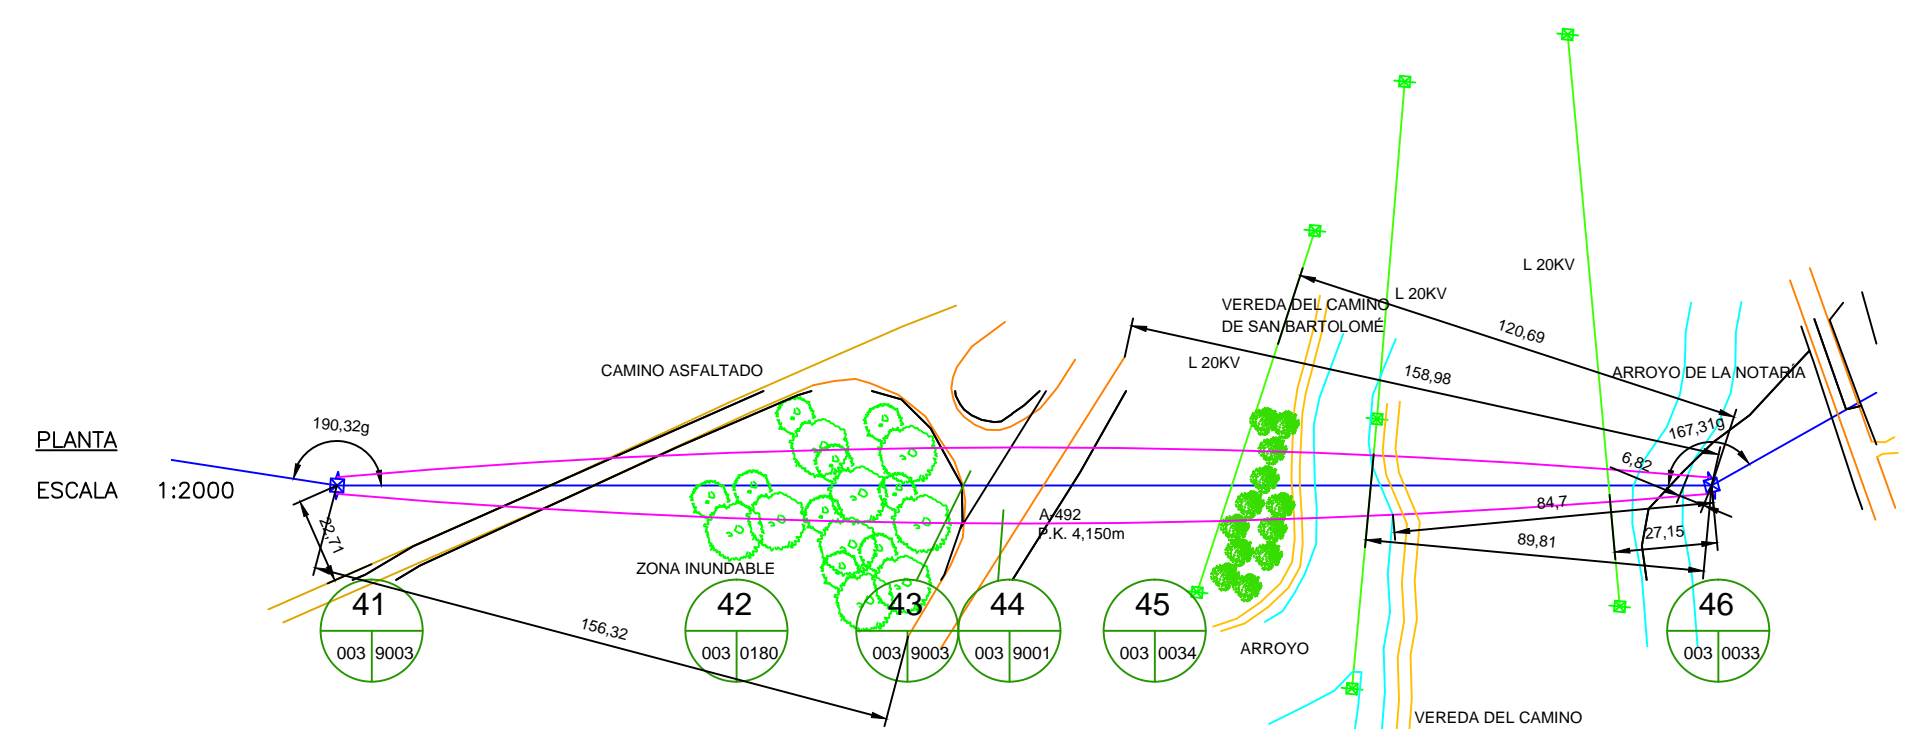 L 20KV
L 20KV
VEREDA DEL CAMINO
DE SAN BARTOLOMÉ
120,69
L 20KV
CAMINO ASFALTADO
158,98
ARROYO DE LA NOTARÍA
190,32g
167,31g
PLANTA
6,82
ESCALA 1:2000
84,7
A-492
P.K. 4,150m
22,71
27,15
89,81
ZONA INUNDABLE
41
003 9003
42
003 0180
43
003 9003
44
003 9001
45
003 0034
46
003 0033
156,32
ARROYO
VEREDA DEL CAMINO